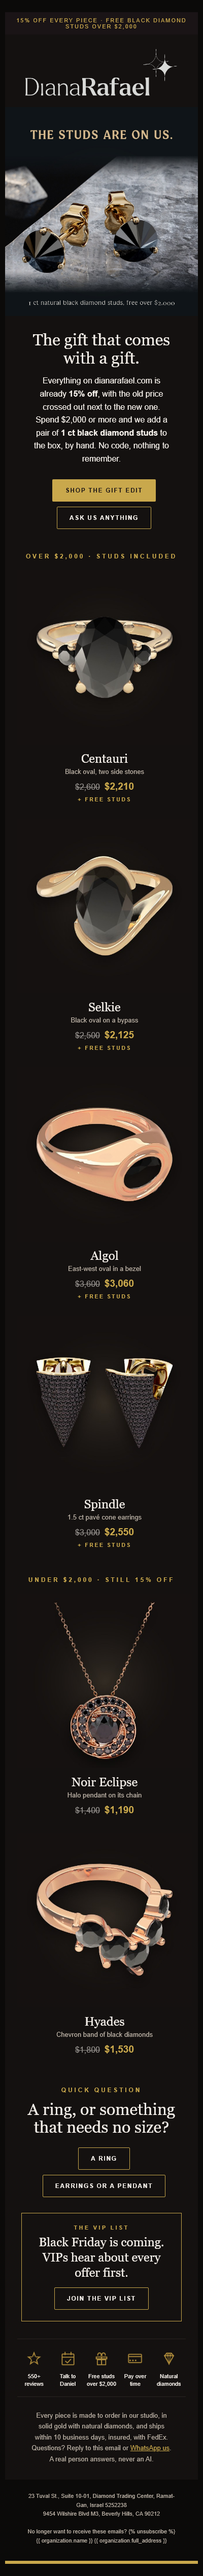 15% OFF EVERY PIECE · FREE BLACK DIAMOND
STUDS OVER $2,000
DianaRafael
THE STUDS ARE ON US.
1 ct natural black diamond studs, free over $2,000
The gift that comes
with a gift.
Everything on dianarafael.com is
already 15% off, with the old price
crossed out next to the new one.
Spend $2,000 or more and we add a
pair of 1 ct black diamond studs to
the box, by hand. No code, nothing to
remember.
SHOP THE GIFT EDIT
ASK US ANYTHING
OVER $2,000 · STUDS INCLUDED
Centauri
Black oval, two side stones
$2,600 $2,210
+ FREE STUDS
Selkie
Black oval on a bypass
$2,500 $2,125
+ FREE STUDS
Algol
East-west oval in a bezel
$3,600 $3,060
+ FREE STUDS
Spindle
1.5 ct pavé cone earrings
$3,000 $2,550
+ FREE STUDS
UNDER $2,000 · STILL 15% OFF
Noir Eclipse
Halo pendant on its chain
$1,400 $1,190
Hyades
Chevron band of black diamonds
$1,800 $1,530
QUICK QUESTION
A ring, or something
that needs no size?
A RING
EARRINGS OR A PENDANT
THE VIP LIST
Black Friday is coming.
VIPs hear about every
offer first.
JOIN THE VIP LIST
550+
reviews
Talk to
Daniel
Free studs
over $2,000
Pay over
time
Natural
diamonds
Every piece is made to order in our studio, in
solid gold with natural diamonds, and ships
within 10 business days, insured, with FedEx.
Questions? Reply to this email or WhatsApp us.
A real person answers, never an AI.
23 Tuval St., Suite 10-01, Diamond Trading Center, Ramat-
Gan, Israel 5252238
9454 Wilshire Blvd M3, Beverly Hills, CA 90212
No longer want to receive these emails? {% unsubscribe %}
{{ organization.name }} {{ organization.full_address }}